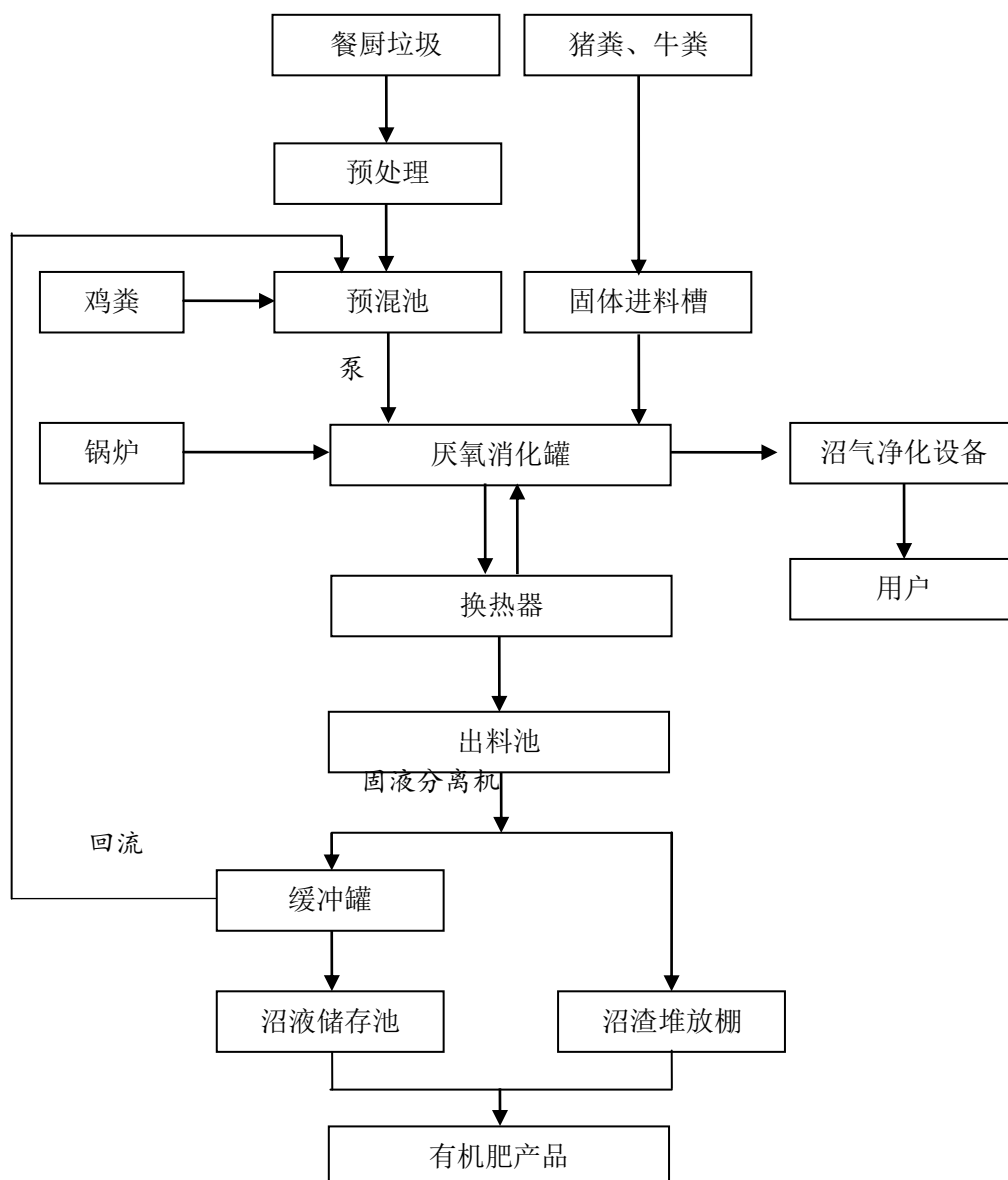 餐厨垃圾
猪粪、牛粪
预处理
鸡粪
预混池
固体进料槽
泵
锅炉
厌氧消化罐
沼气净化设备
换热器
用户
出料池
固液分离机
回流
缓冲罐
沼液储存池
沼渣堆放棚
有机肥产品